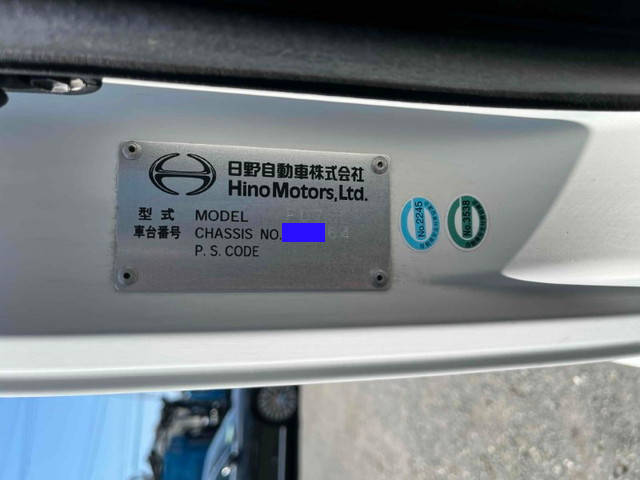 日野自動車株式会社
Hino Motors, Ltd.
型式 MODEL
車台番号 CHASSIS NO. 64
P. S. CODE
No.2245
No.3538